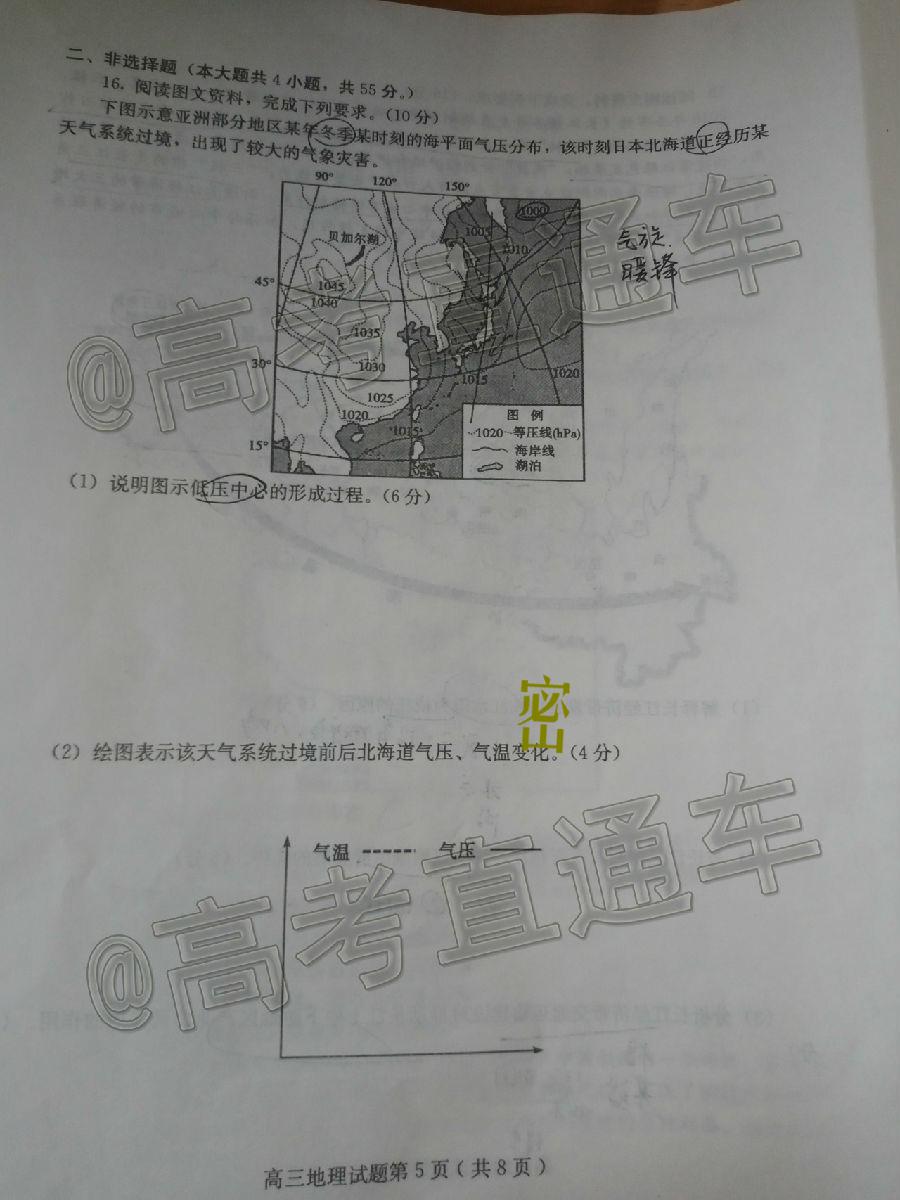 二、非选择题（本大题共4小题，共55分。）
16. 阅读图文资料，完成下列要求。（10分）
下图示意亚洲部分地区某年冬季某时刻的海平面气压分布，该时刻日本北海道正经历某
天气系统过境，出现了较大的气象灾害。
90° 120° 150°
1000
1005
1010
贝加尔湖
气旋.
暖锋
45°
1045
1040
1035
30°
1030
1015
1020
1025
1020
1015
15°
图 例
1020 等压线(hPa)
海岸线
湖泊
@高考直通车
（1）说明图示低压中心的形成过程。（6分）
密
（2）绘图表示该天气系统过境前后北海道气压、气温变化。（4分）
气温 气压
@高考直通车
高三地理试题第5页（共8页）